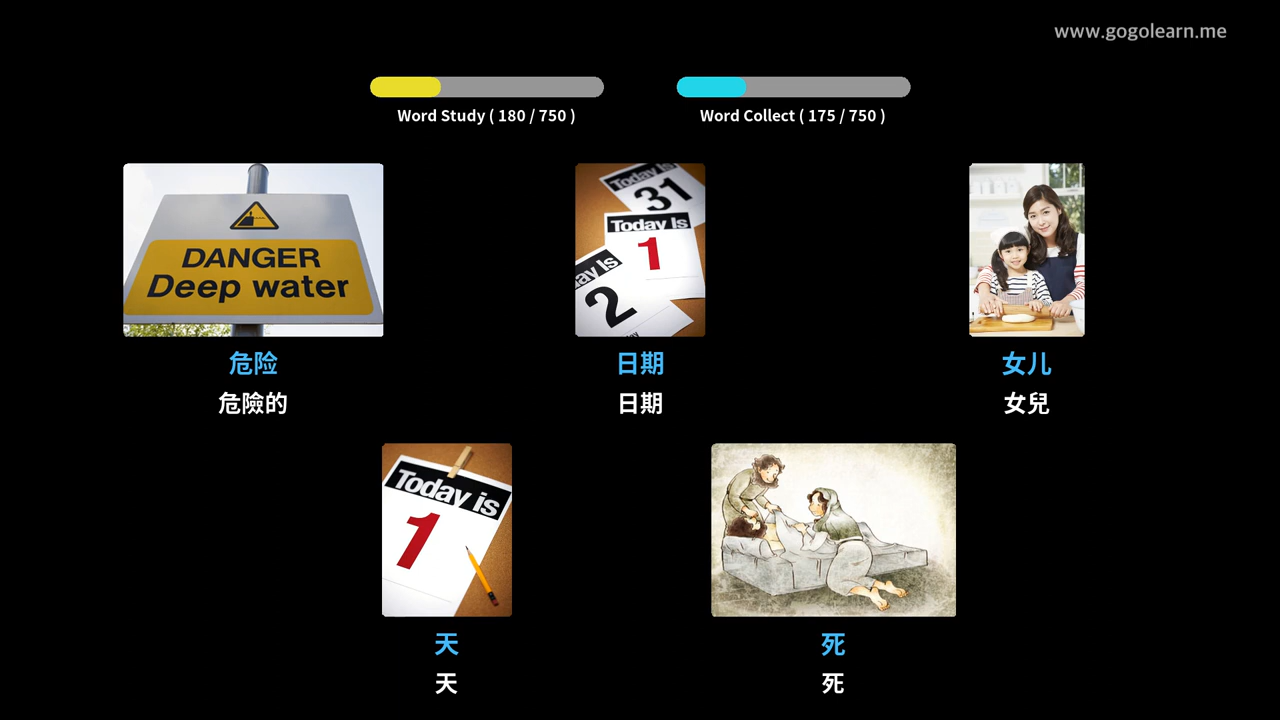 www.gogolearn.me
Word Study ( 180 / 750 )
Word Collect ( 175 / 750 )
DANGER
Deep water
Today Is
31
Today Is
1
day Is
2
危险
日期
女儿
危險的
日期
女兒
Today is
1
天
死
天
死